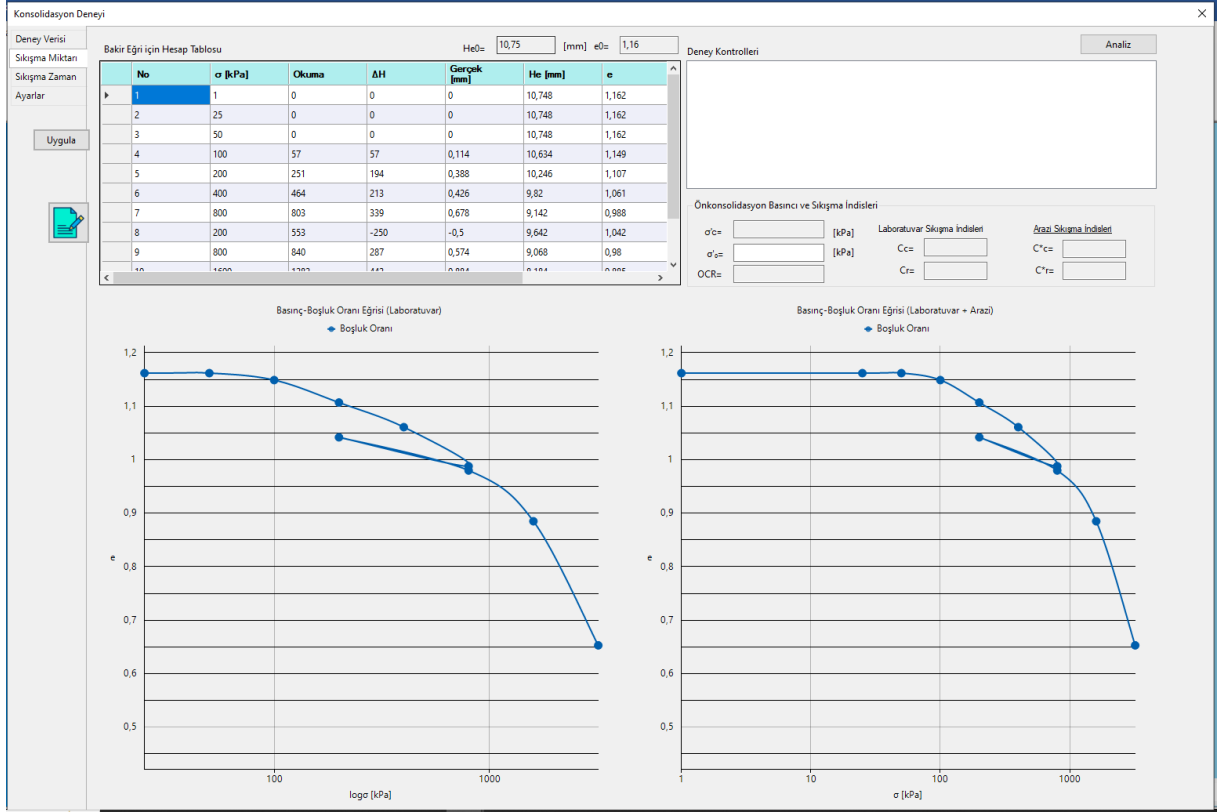 Konsolidasyon Deneyi
Deney Verisi
Sıkışma Miktarı
Sıkışma Zaman
Ayarlar
Uygula
Bakir Eğri için Hesap Tablosu
He0= 10,75 [mm] e0= 1,16
No σ [kPa] Okuma ΔH Gerçek [mm] He [mm] e
1 1 0 0 0 10,748 1,162
2 25 0 0 0 10,748 1,162
3 50 0 0 0 10,748 1,162
4 100 57 57 0,114 10,634 1,149
5 200 251 194 0,388 10,246 1,107
6 400 464 213 0,426 9,82 1,061
7 800 803 339 0,678 9,142 0,988
8 200 553 -250 -0,5 9,642 1,042
9 800 840 287 0,574 9,068 0,98
Deney Kontrolleri
Analiz
Önkonsolidasyon Basıncı ve Sıkışma İndisleri
σ'c= [kPa]
σ'₀= [kPa]
OCR=
Laboratuvar Sıkışma İndisleri
Cc=
Cr=
Arazi Sıkışma İndisleri
C*c=
C*r=
Basınç-Boşluk Oranı Eğrisi (Laboratuvar)
Boşluk Oranı
1,2
1,1
1
0,9
e
0,8
0,7
0,6
0,5
100 1000
logσ [kPa]
Basınç-Boşluk Oranı Eğrisi (Laboratuvar + Arazi)
Boşluk Oranı
1,2
1,1
1
0,9
e
0,8
0,7
0,6
0,5
1 10 100 1000
σ [kPa]